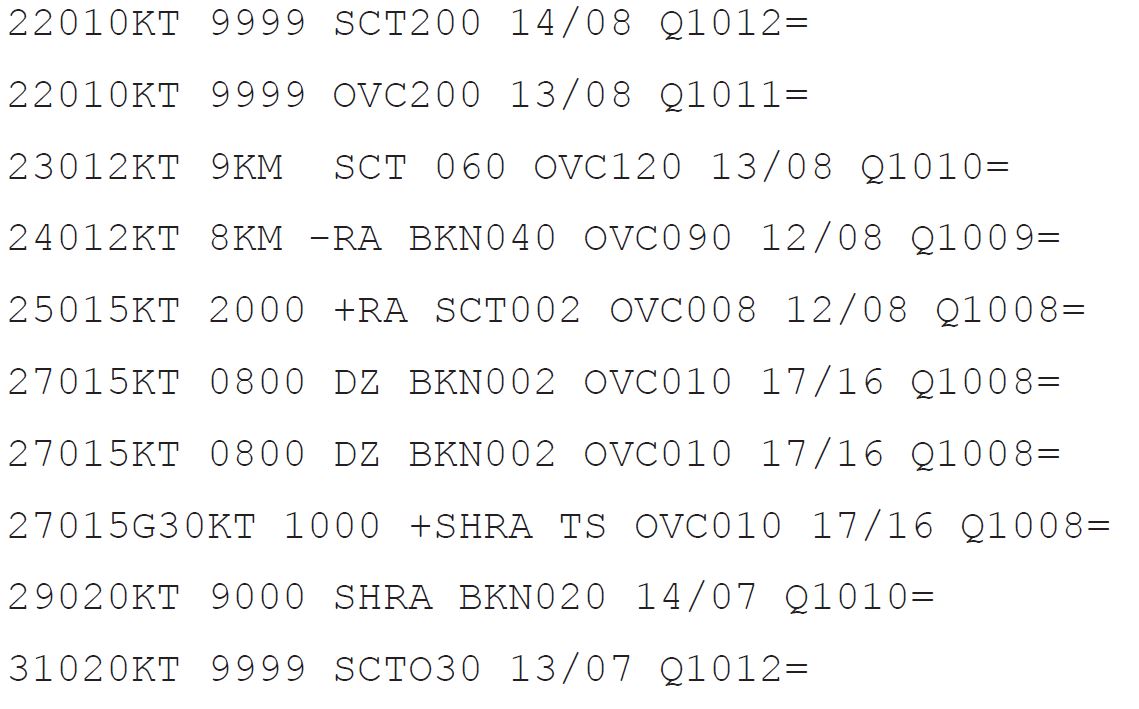 22010KT 9999 SCT200 14/08 Q1012=
22010KT 9999 OVC200 13/08 Q1011=
23012KT 9KM SCT 060 OVC120 13/08 Q1010=
24012KT 8KM -RA BKN040 OVC090 12/08 Q1009=
25015KT 2000 +RA SCT002 OVC008 12/08 Q1008=
27015KT 0800 DZ BKN002 OVC010 17/16 Q1008=
27015KT 0800 DZ BKN002 OVC010 17/16 Q1008=
27015G30KT 1000 +SHRA TS OVC010 17/16 Q1008=
29020KT 9000 SHRA BKN020 14/07 Q1010=
31020KT 9999 SCTO30 13/07 Q1012=